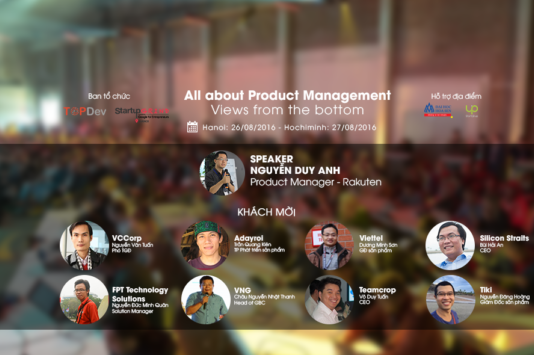 Ban tổ chức
TOPDev
Startup
All about Product Management
Views from the bottom
Hanoi: 26/08/2016 - Hochiminh: 27/08/2016
Hỗ trợ địa điểm
up
SPEAKER
NGUYỄN DUY ANH
Product Manager - Rakuten
KHÁCH MỜI
VCCorp
Nguyễn Văn Tuấn
Phó TGĐ
Adayroi
Trần Quang Kiên
TP Phát triển sản phẩm
Viettel
Dương Minh Sơn
GĐ sản phẩm
Silicon Straits
Bùi Hải An
CEO
FPT Technology
Solutions
Nguyễn Đức Minh Quân
Solution Manager
VNG
Châu Nguyễn Nhật Thanh
Head of GBC
Teamcrop
Võ Duy Tuấn
CEO
Tiki
Nguyễn Đăng Hoàng
Giám Đốc sản phẩm